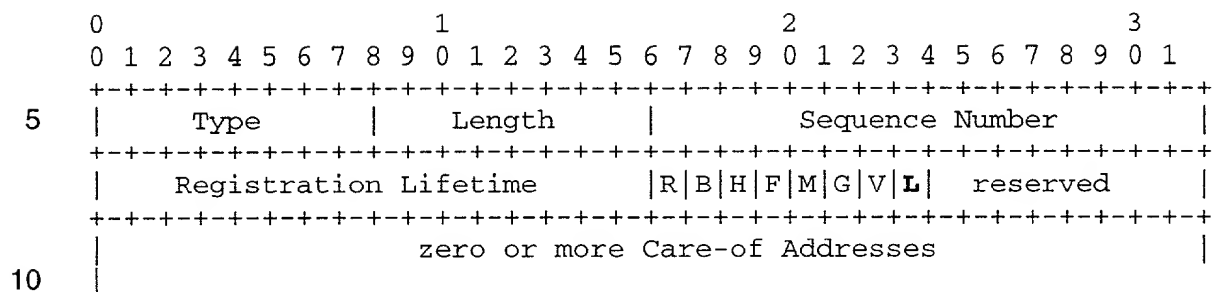 0                   1                   2                   3
0 1 2 3 4 5 6 7 8 9 0 1 2 3 4 5 6 7 8 9 0 1 2 3 4 5 6 7 8 9 0 1
+-+-+-+-+-+-+-+-+-+-+-+-+-+-+-+-+-+-+-+-+-+-+-+-+-+-+-+-+-+-+-+-+
5 | Type | Length | Sequence Number |
+-+-+-+-+-+-+-+-+-+-+-+-+-+-+-+-+-+-+-+-+-+-+-+-+-+-+-+-+-+-+-+-+
| Registration Lifetime |R|B|H|F|M|G|V|L| reserved |
+-+-+-+-+-+-+-+-+-+-+-+-+-+-+-+-+-+-+-+-+-+-+-+-+-+-+-+-+-+-+-+-+
| zero or more Care-of Addresses |
10 |